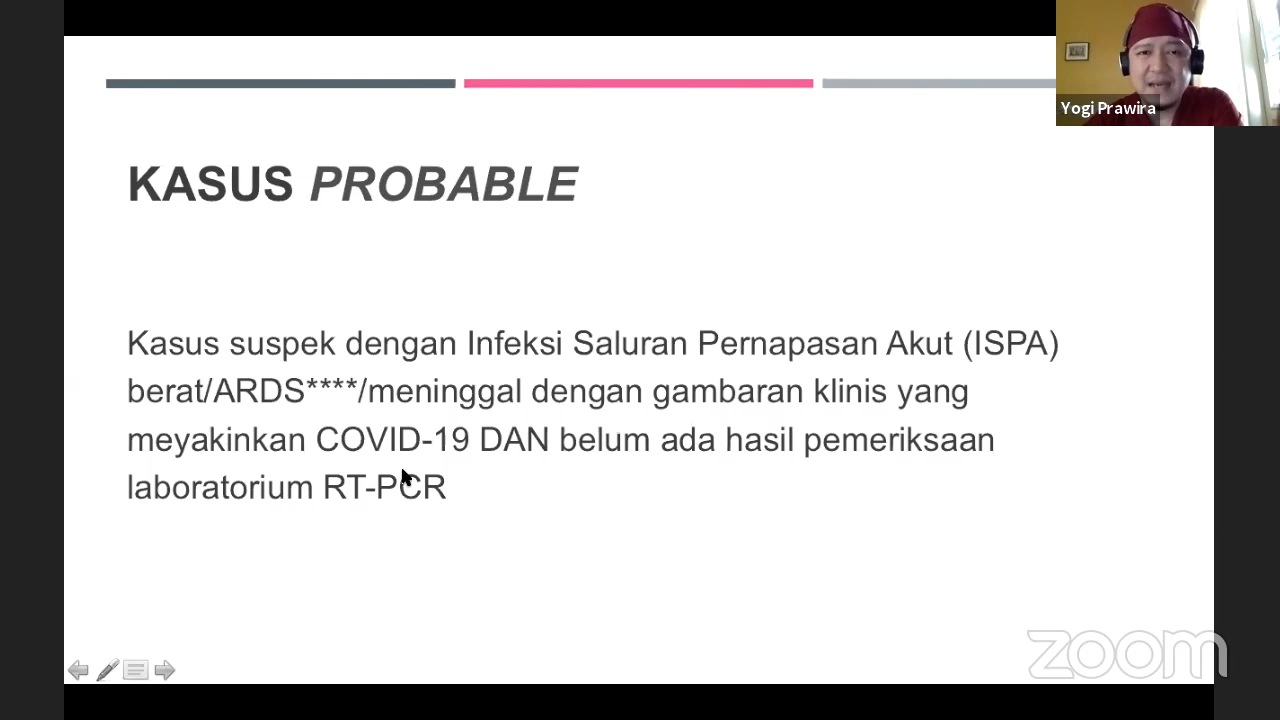 Yogi Prawira
KASUS PROBABLE
Kasus suspek dengan Infeksi Saluran Pernapasan Akut (ISPA)
berat/ARDS****/meninggal dengan gambaran klinis yang
meyakinkan COVID-19 DAN belum ada hasil pemeriksaan
laboratorium RT-PCR
zoom